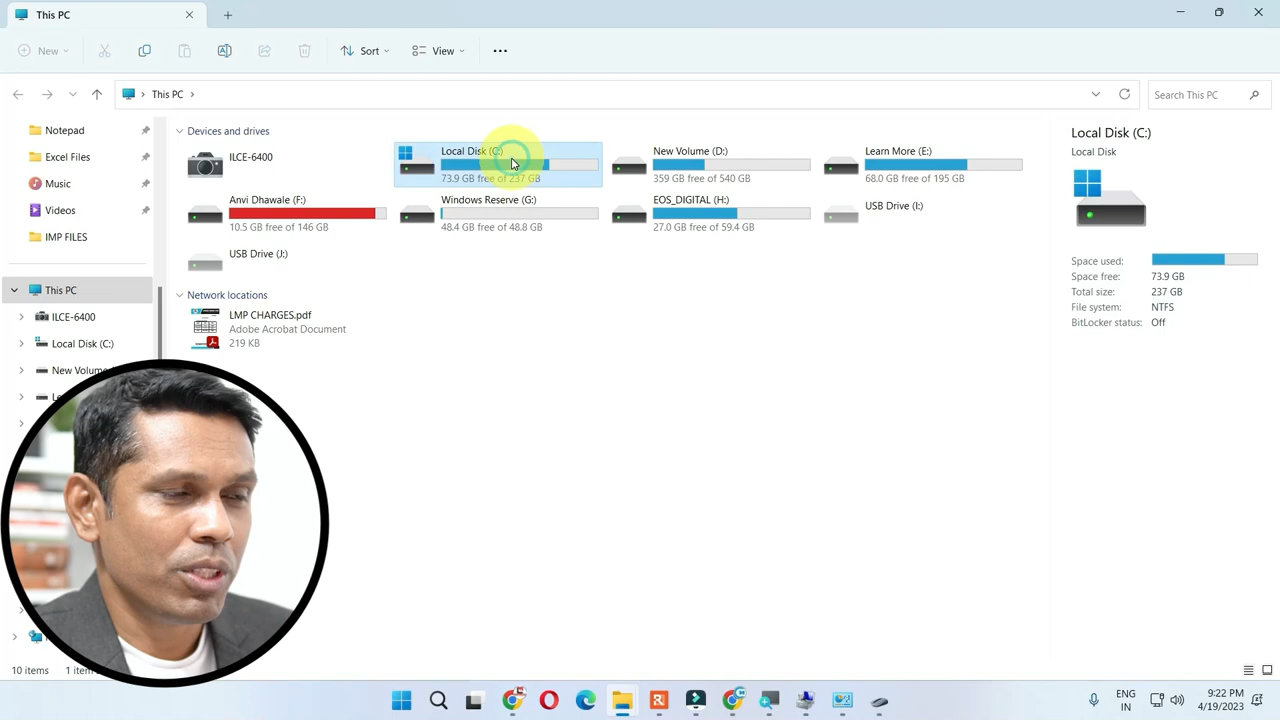 This PC
New
Sort
View
This PC
Search This PC
Notepad
Excel Files
Music
Videos
IMP FILES
This PC
ILCE-6400
Local Disk (C:)
New Volume
Devices and drives
ILCE-6400
Local Disk (C:)
73.9 GB free of 237 GB
New Volume (D:)
359 GB free of 540 GB
Learn More (E:)
68.0 GB free of 195 GB
Anvi Dhawale (F:)
10.5 GB free of 146 GB
Windows Reserve (G:)
48.4 GB free of 48.8 GB
EOS_DIGITAL (H:)
27.0 GB free of 59.4 GB
USB Drive (I:)
USB Drive (J:)
Network locations
LMP CHARGES.pdf
Adobe Acrobat Document
219 KB
Local Disk (C:)
Local Disk
Space used:
Space free: 73.9 GB
Total size: 237 GB
File system: NTFS
BitLocker status: Off
10 items
1 item
ENG
IN
9:22 PM
4/19/2023